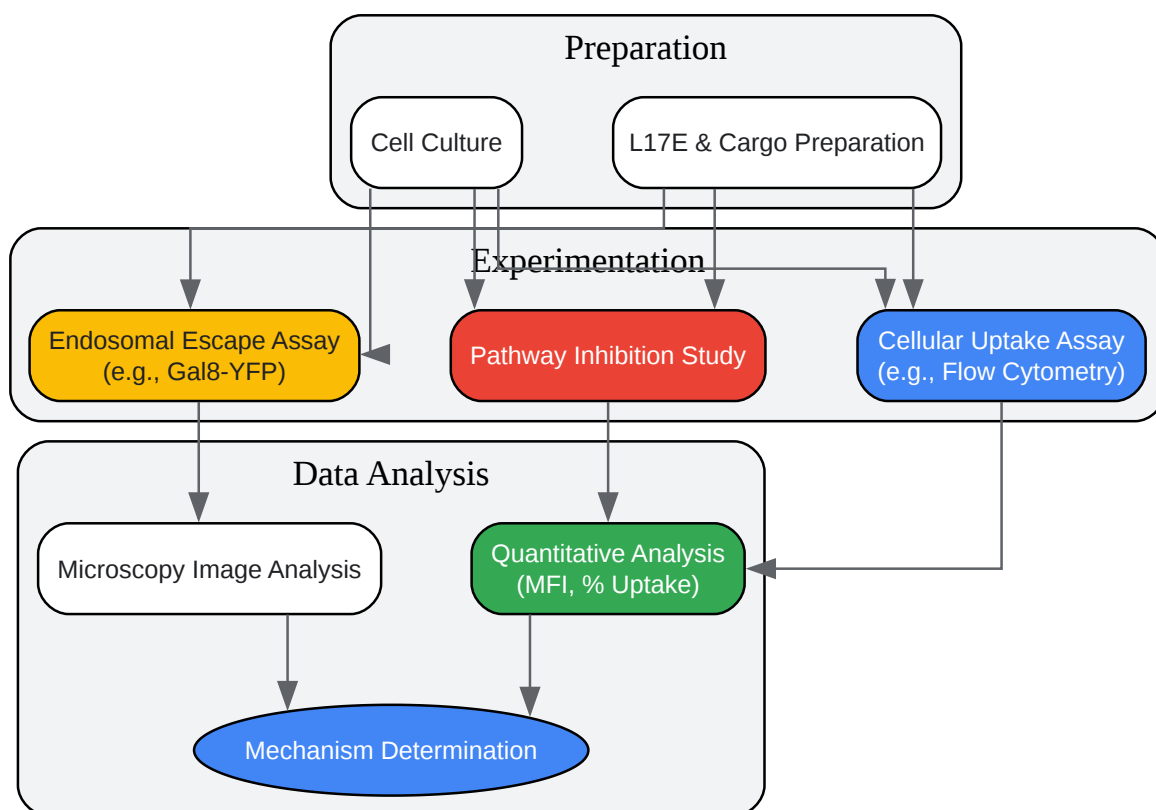 Preparation
Cell Culture
L17E & Cargo Preparation
Experimentation
Endosomal Escape Assay
(e.g., Gal8-YFP)
Pathway Inhibition Study
Cellular Uptake Assay
(e.g., Flow Cytometry)
Data Analysis
Microscopy Image Analysis
Quantitative Analysis
(MFI, % Uptake)
Mechanism Determination